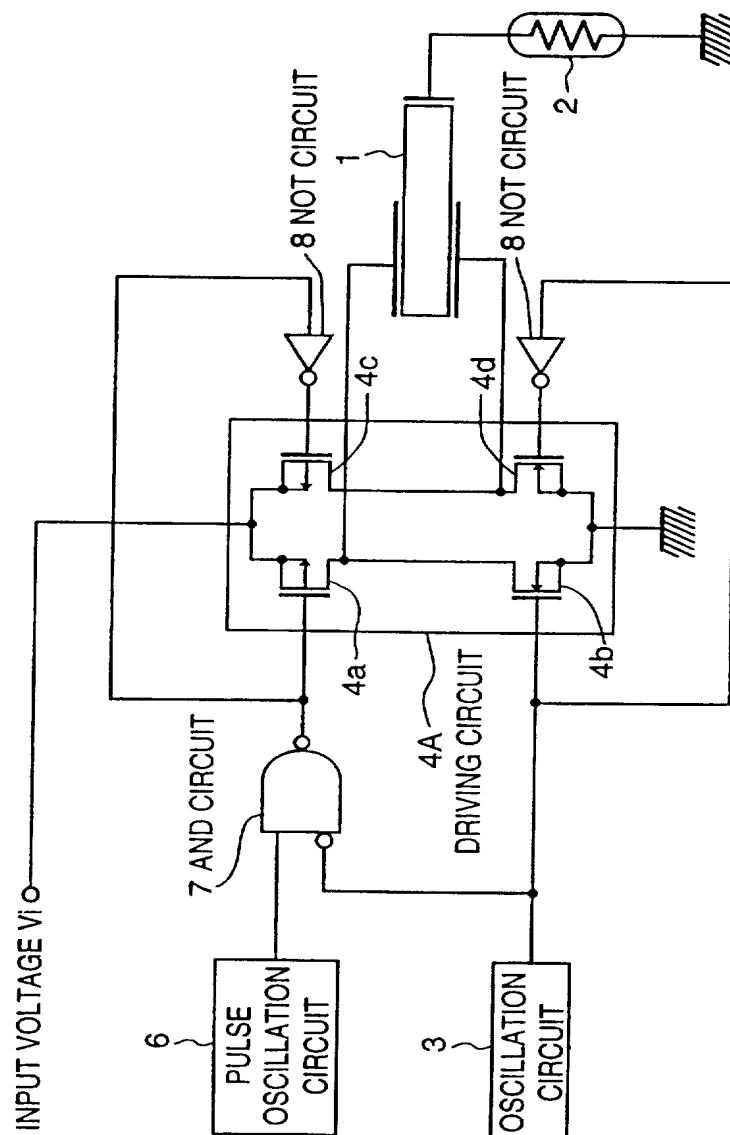 INPUT VOLTAGE Vi
6
PULSE
OSCILLATION
CIRCUIT
3
OSCILLATION
CIRCUIT
7 AND CIRCUIT
4A
DRIVING CIRCUIT
4a
4b
4c
4d
8 NOT CIRCUIT
8 NOT CIRCUIT
1
2